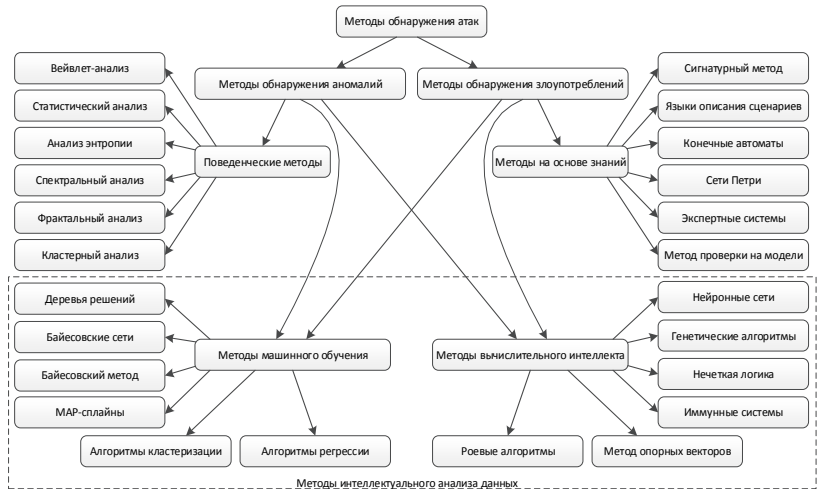 Методы обнаружения атак
Методы обнаружения аномалий
Методы обнаружения злоупотреблений
Вейвлет-анализ
Статистический анализ
Анализ энтропии
Спектральный анализ
Фрактальный анализ
Кластерный анализ
Поведенческие методы
Методы на основе знаний
Сигнатурный метод
Языки описания сценариев
Конечные автоматы
Сети Петри
Экспертные системы
Метод проверки на модели
Деревья решений
Байесовские сети
Байесовский метод
МАР-сплайны
Методы машинного обучения
Алгоритмы кластеризации
Алгоритмы регрессии
Методы вычислительного интеллекта
Нейронные сети
Генетические алгоритмы
Нечеткая логика
Иммунные системы
Роевые алгоритмы
Метод опорных векторов
Методы интеллектуального анализа данных